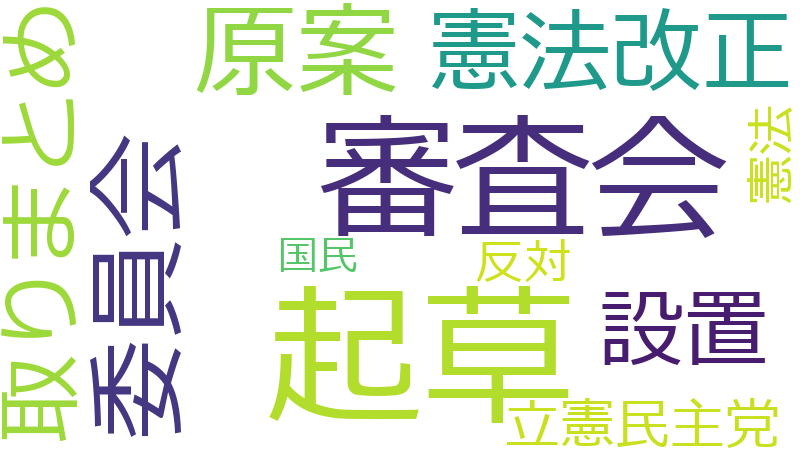 取りまとめ
委員会
原案
憲法改正
憲法
審査会
国民
反対
起草
設置
立憲民主党